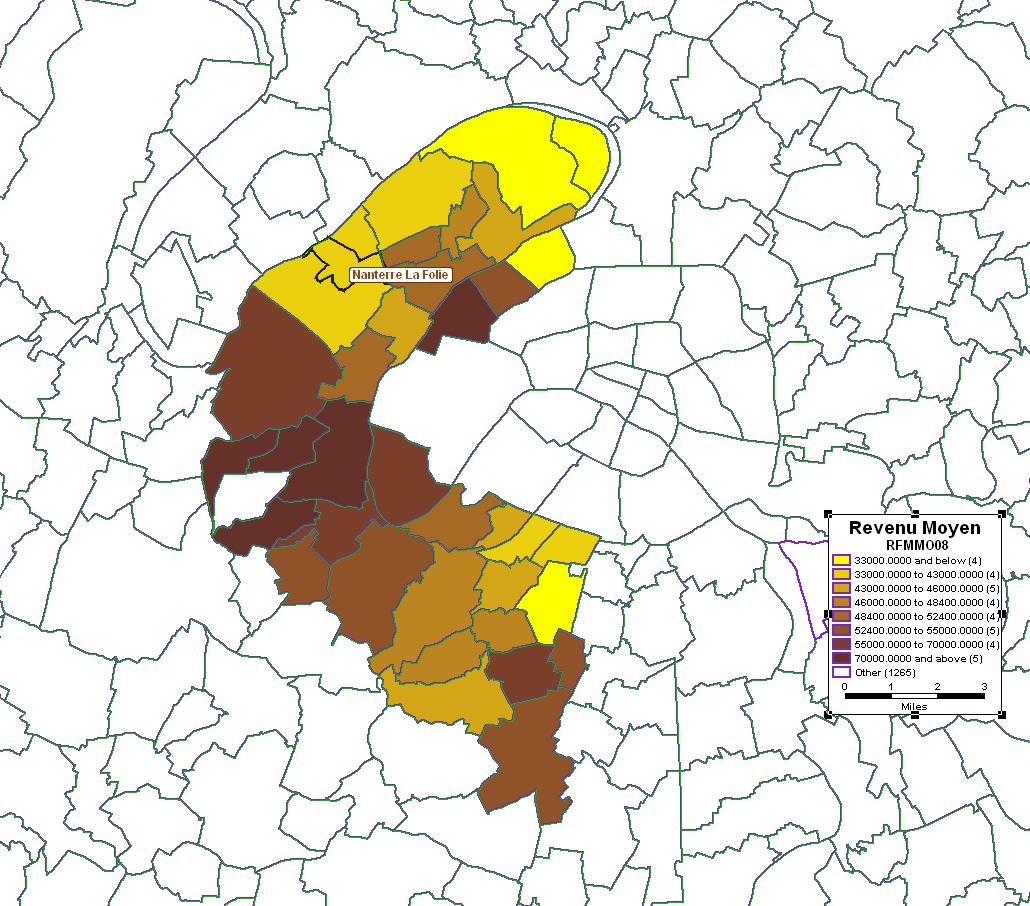 Nanterre La Folie
Revenu Moyen
RFMMO08
33000.0000 and below (4)
33000.0000 to 43000.0000 (4)
43000.0000 to 46000.0000 (5)
46000.0000 to 48400.0000 (4)
48400.0000 to 52400.0000 (4)
52400.0000 to 55000.0000 (5)
55000.0000 to 70000.0000 (4)
70000.0000 and above (5)
Other (1265)
0 1 2 3
Miles